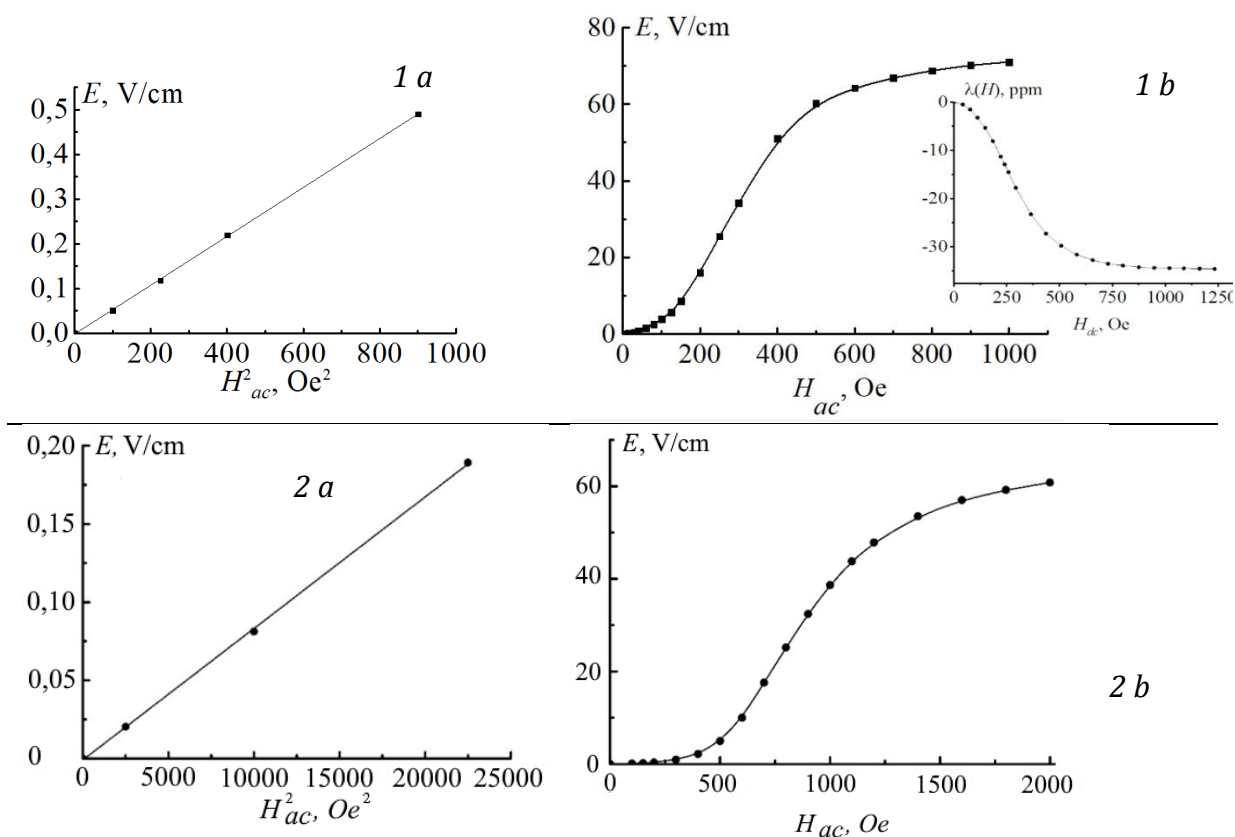 E, V/cm
1 a
0,5
0,4
0,3
0,2
0,1
0,0
0 200 400 600 800 1000
H²ac, Oe²
E, V/cm
1 b
80
60
40
20
0
0 200 400 600 800 1000
Hac, Oe
λ(H), ppm
0
-10
-20
-30
0 250 500 750 1000 1250
Hdc, Oe
0,20 E, V/cm
2 a
0,15
0,10
0,05
0
0 5000 10000 15000 20000 25000
H²ac, Oe²
E, V/cm
60
40
20
0
500 1000 1500 2000
2 b
Hac, Oe